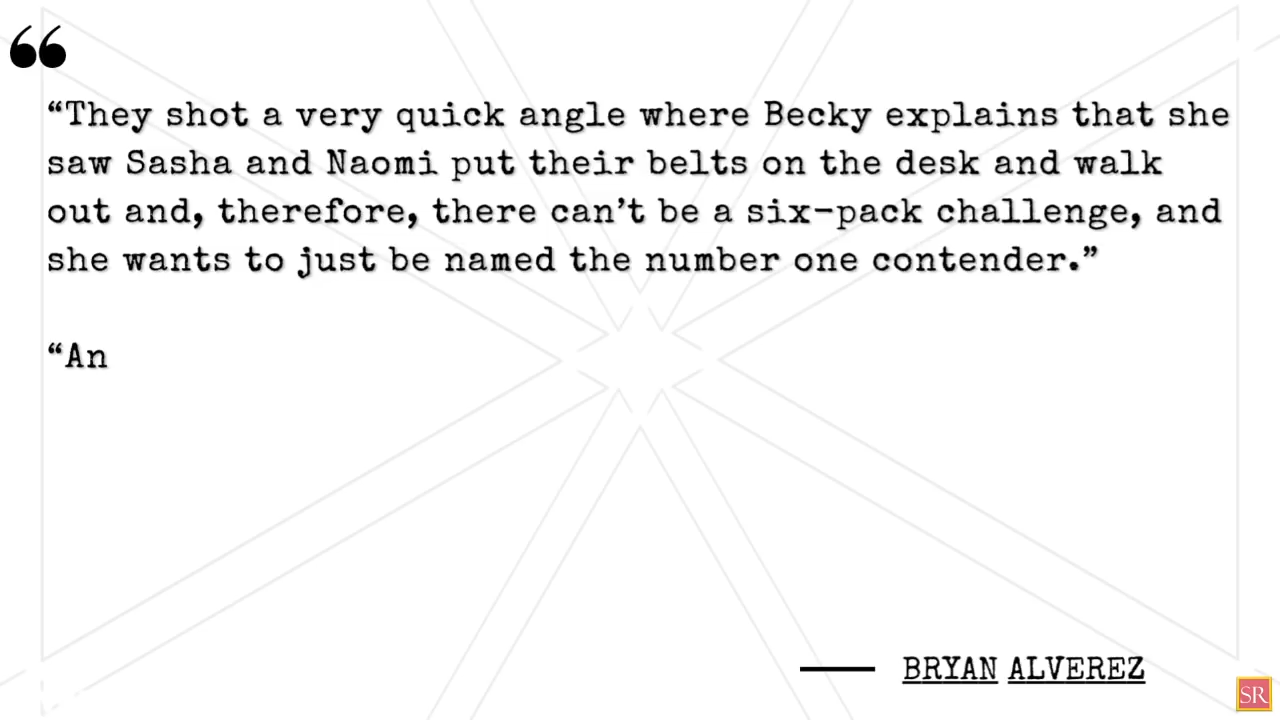 “They shot a very quick angle where Becky explains that she
saw Sasha and Naomi put their belts on the desk and walk
out and, therefore, there can’t be a six-pack challenge, and
she wants to just be named the number one contender.”
“An
BRYAN ALVEREZ
SR